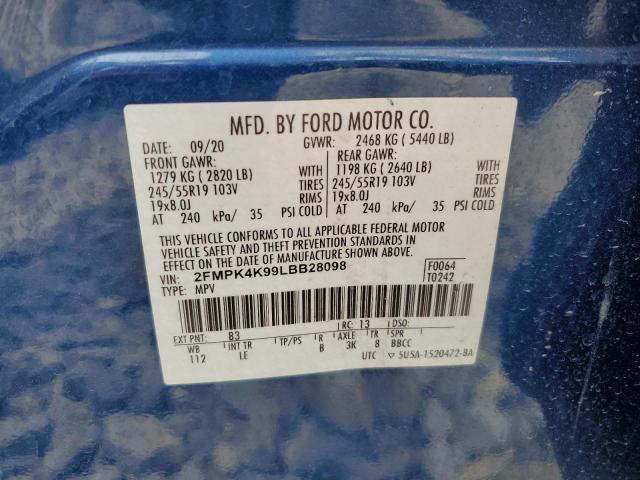 MFD. BY FORD MOTOR CO.
DATE: 09/20 GVWR: 2468 KG ( 5440 LB)
FRONT GAWR: REAR GAWR:
1279 KG ( 2820 LB) WITH 1198 KG ( 2640 LB) WITH
245/55R19 103V TIRES 245/55R19 103V TIRES
19x8.0J RIMS 19x8.0J RIMS
AT 240 kPa/ 35 PSI COLD AT 240 kPa/ 35 PSI COLD
THIS VEHICLE CONFORMS TO ALL APPLICABLE FEDERAL MOTOR
VEHICLE SAFETY AND THEFT PREVENTION STANDARDS IN
EFFECT ON THE DATE OF MANUFACTURE SHOWN ABOVE.
VIN: 2FMPK4K99LBB28098 F0064
TYPE: MPV T0242
EXT PNT: B3 RC: 13 DSO:
WB INT TR TP/PS R AXLE TR SPR
112 LE B 3K 8 BBCC
UTC ▽ 5U5A-1520472-BA